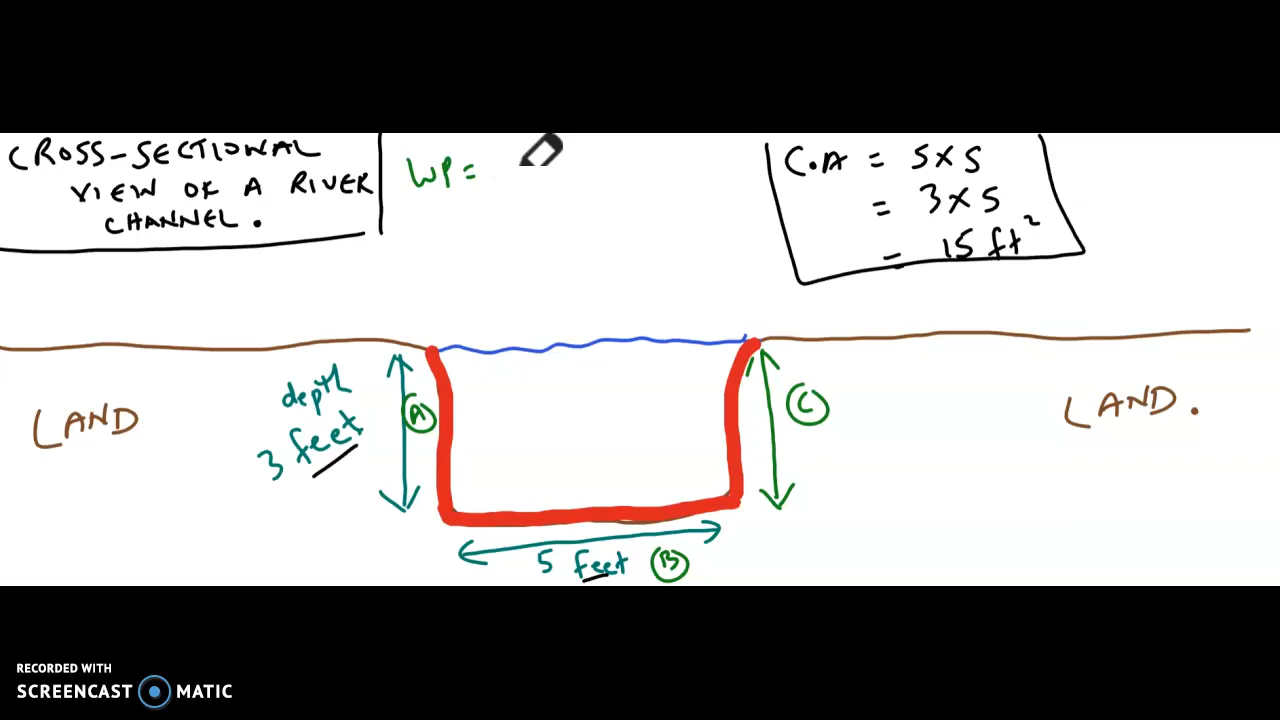 CROSS-SECTIONAL
VIEW OF A RIVER
CHANNEL.
WP =
C.A = 5 x 5
= 3 x 5
= 15 ft²
LAND
depth
3 feet
A
C
LAND.
5 feet B
RECORDED WITH
SCREENCAST MATIC